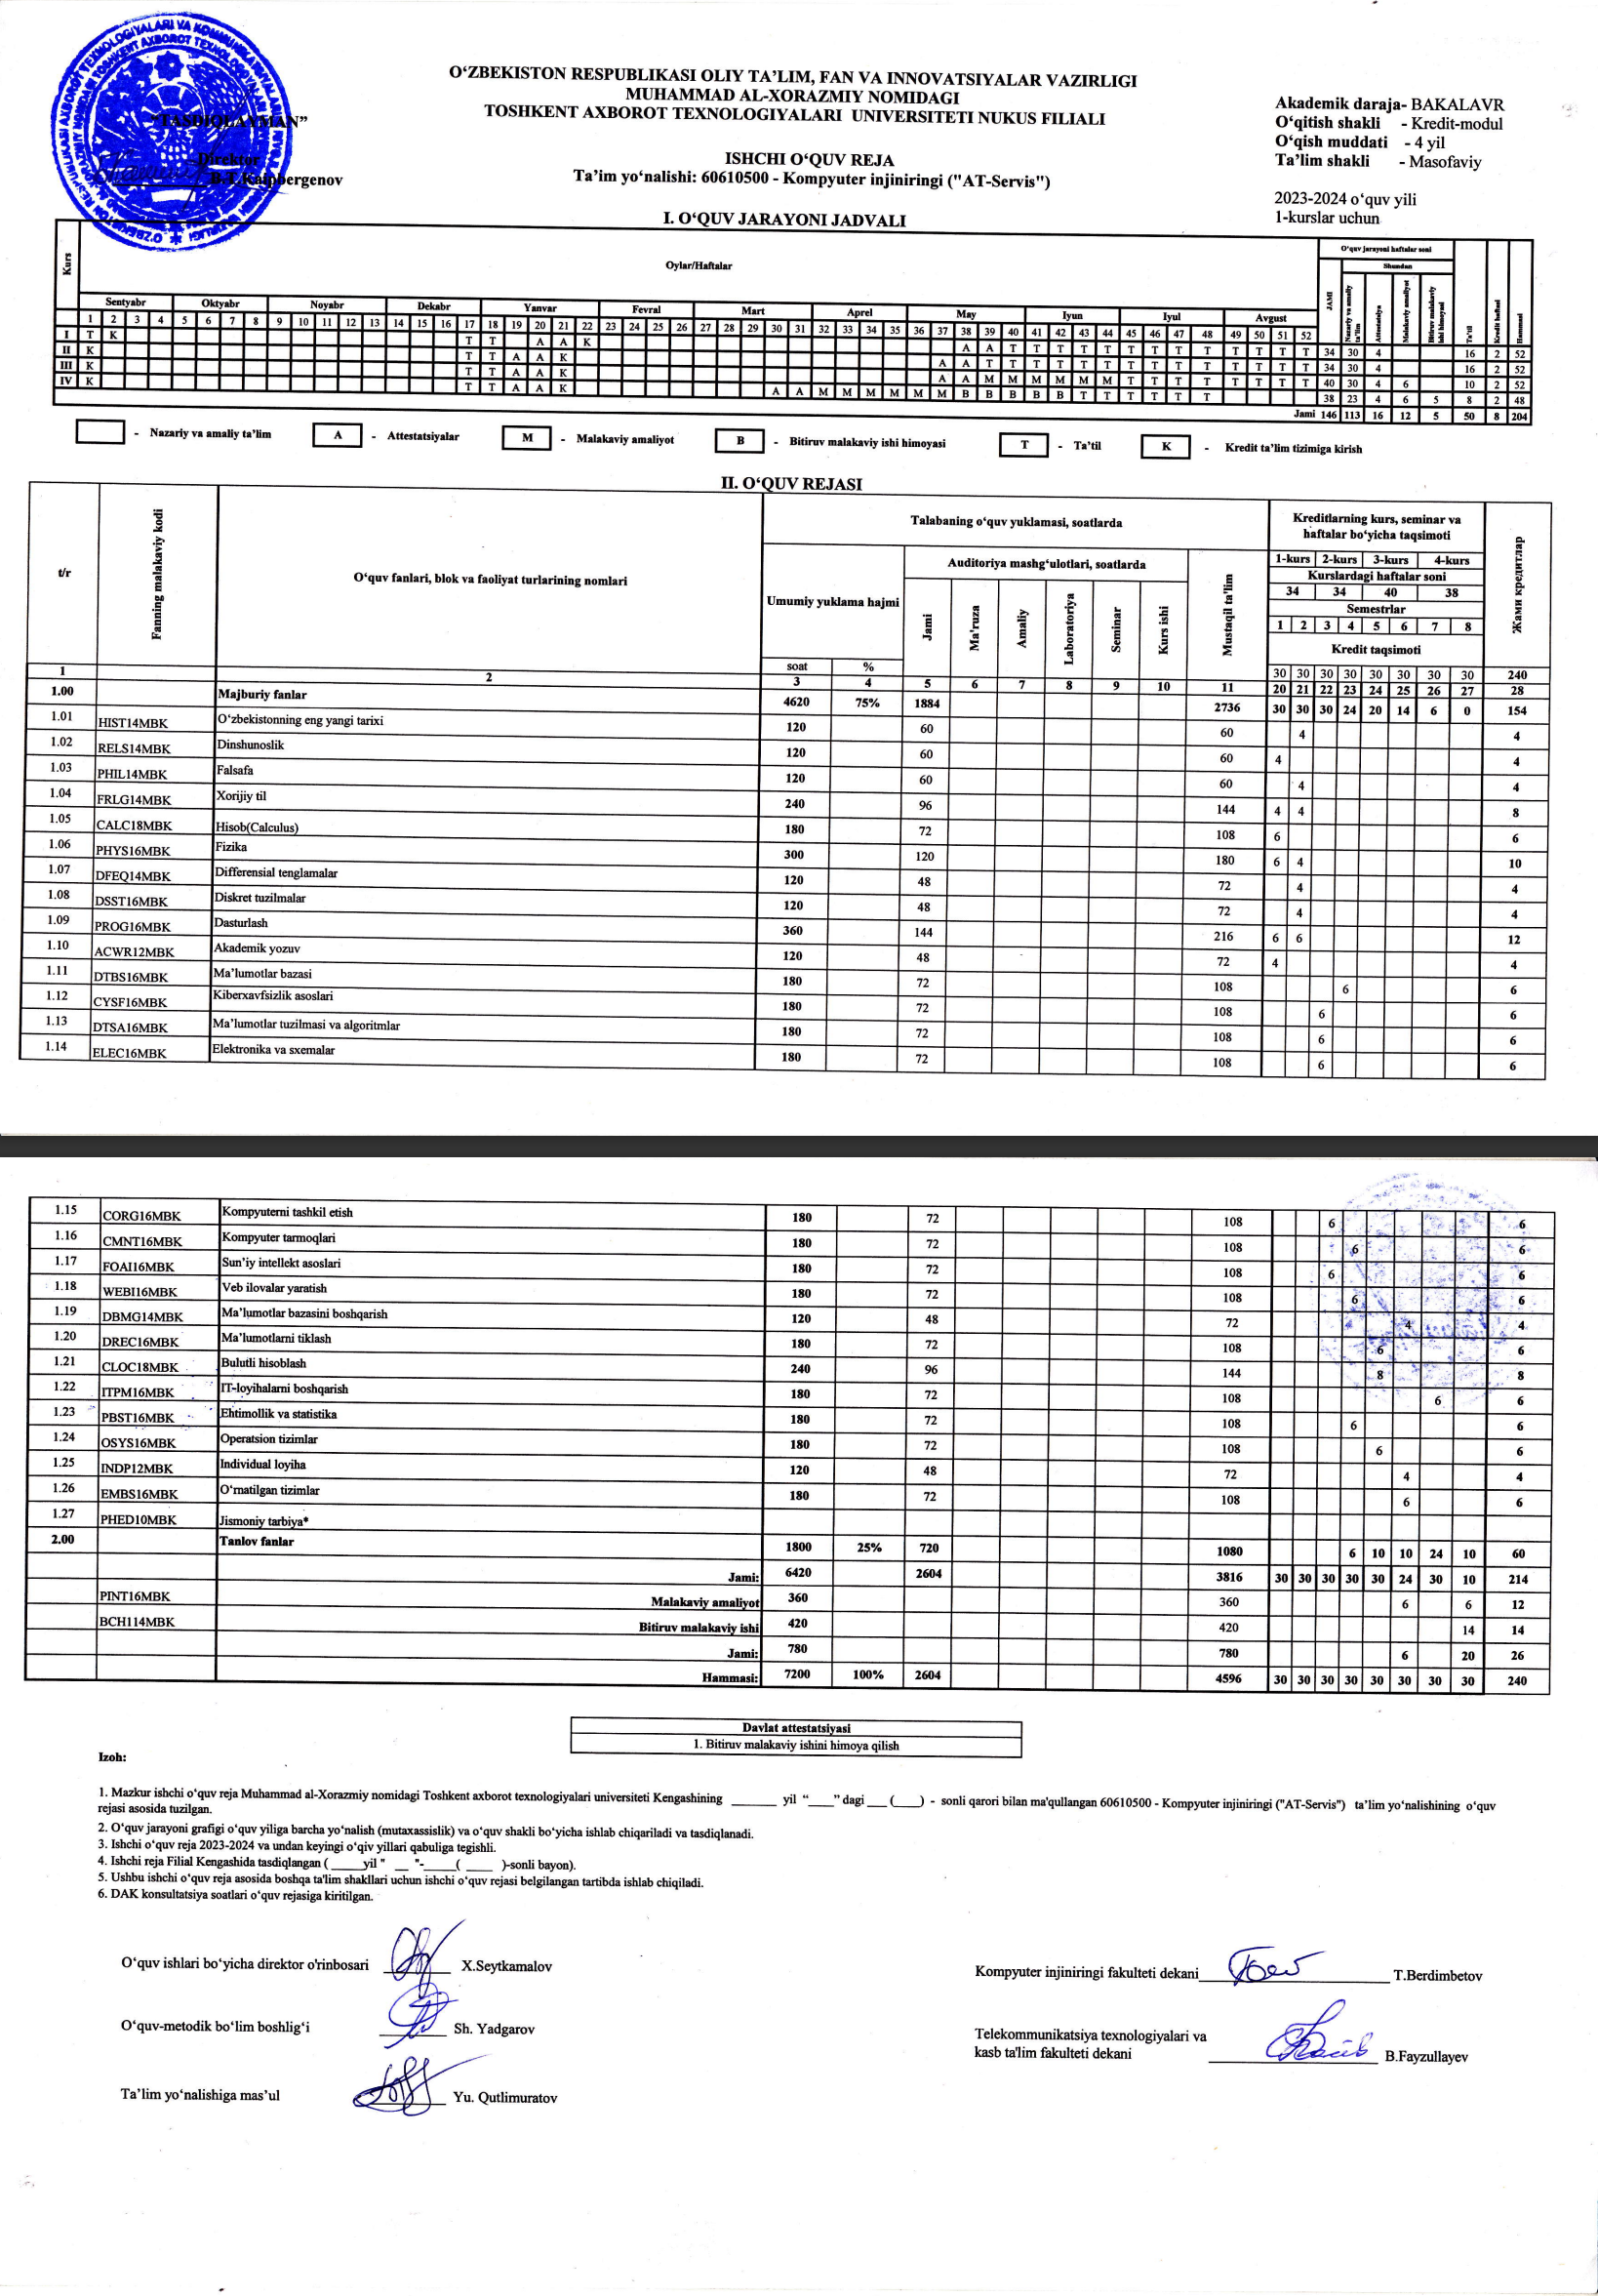 O‘ZBEKISTON RESPUBLIKASI OLIY TA’LIM, FAN VA INNOVATSIYALAR VAZIRLIGI
MUHAMMAD AL-XORAZMIY NOMIDAGI
TOSHKENT AXBOROT TEXNOLOGIYALARI UNIVERSITETI NUKUS FILIALI
“TASDIQLAYMAN”
Direktor
B.T.Kaipbergenov
Akademik daraja- BAKALAVR
O‘qitish shakli - Kredit-modul
O‘qish muddati - 4 yil
Ta’lim shakli - Masofaviy
2023-2024 o‘quv yili
1-kurslar uchun
ISHCHI O‘QUV REJA
Ta’im yo‘nalishi: 60610500 - Kompyuter injiniringi ("AT-Servis")
I. O‘QUV JARAYONI JADVALI
Kurs
Oylar/Haftalar
O‘quv jarayoni haftalar soni
Shundan
JAMI
Nazariy va amaliy ta’lim
Attestatsiya
Malakaviy amaliyot
Bitiruv malakaviy ishi himoyasi
Ta’til
Kredit haftasi
Hammasi
Sentyabr Oktyabr Noyabr Dekabr Yanvar Fevral Mart Aprel May Iyun Iyul Avgust
1 2 3 4 5 6 7 8 9 10 11 12 13 14 15 16 17 18 19 20 21 22 23 24 25 26 27 28 29 30 31 32 33 34 35 36 37 38 39 40 41 42 43 44 45 46 47 48 49 50 51 52
I T K T T A A K A A T T T T T T T T T T T T T 34 30 4 16 2 52
II K T T A A K A A T T T T T T T T T T T T T T 34 30 4 16 2 52
III K T T A A K A A M M M M M M T T T T T T T T 40 30 4 6 10 2 52
IV K T T A A K A A M M M M M M B B B B B T T T T T T 38 23 4 6 5 8 2 48
Jami 146 113 16 12 5 50 8 204
- Nazariy va amaliy ta’lim A - Attestatsiyalar M - Malakaviy amaliyot B - Bitiruv malakaviy ishi himoyasi T - Ta’til K - Kredit ta’lim tizimiga kirish
II. O‘QUV REJASI
t/r
Fanning malakaviy kodi
O‘quv fanlari, blok va faoliyat turlarining nomlari
Talabaning o‘quv yuklamasi, soatlarda
Umumiy yuklama hajmi
Auditoriya mashg‘ulotlari, soatlarda
Jami
Ma'ruza
Amaliy
Laboratoriya
Seminar
Kurs ishi
Mustaqil ta'lim
Kreditlarning kurs, seminar va
haftalar bo‘yicha taqsimoti
1-kurs 2-kurs 3-kurs 4-kurs
Kurslardagi haftalar soni
34 34 40 38
Semestrlar
1 2 3 4 5 6 7 8
Kredit taqsimoti
Жами кредитлар
soat % 30 30 30 30 30 30 30 30 240
1 2 3 4 5 6 7 8 9 10 11 20 21 22 23 24 25 26 27 28
1.00 Majburiy fanlar 4620 75% 1884 2736 30 30 30 24 20 14 6 0 154
1.01 HIST14MBK O‘zbekistonning eng yangi tarixi 120 60 60 4 4
1.02 RELS14MBK Dinshunoslik 120 60 60 4 4
1.03 PHIL14MBK Falsafa 120 60 60 4 4
1.04 FRLG14MBK Xorijiy til 240 96 144 4 4 8
1.05 CALC18MBK Hisob(Calculus) 180 72 108 6 6
1.06 PHYS16MBK Fizika 300 120 180 6 4 10
1.07 DFEQ14MBK Differensial tenglamalar 120 48 72 4 4
1.08 DSST16MBK Diskret tuzilmalar 120 48 72 4 4
1.09 PROG16MBK Dasturlash 360 144 216 6 6 12
1.10 ACWR12MBK Akademik yozuv 120 48 72 4 4
1.11 DTBS16MBK Ma’lumotlar bazasi 180 72 108 6 6
1.12 CYSF16MBK Kiberxavfsizlik asoslari 180 72 108 6 6
1.13 DTSA16MBK Ma’lumotlar tuzilmasi va algoritmlar 180 72 108 6 6
1.14 ELEC16MBK Elektronika va sxemalar 180 72 108 6 6
1.15 CORG16MBK Kompyuterni tashkil etish 180 72 108 6 6
1.16 CMNT16MBK Kompyuter tarmoqlari 180 72 108 6 6
1.17 FOAI16MBK Sun’iy intellekt asoslari 180 72 108 6 6
1.18 WEBI16MBK Veb ilovalar yaratish 180 72 108 6 6
1.19 DBMG14MBK Ma’lumotlar bazasini boshqarish 120 48 72 4 4
1.20 DREC16MBK Ma’lumotlarni tiklash 180 72 108 6 6
1.21 CLOC18MBK Bulutli hisoblash 240 96 144 8 8
1.22 ITPM16MBK IT-loyihalarni boshqarish 180 72 108 6 6
1.23 PBST16MBK Ehtimollik va statistika 180 72 108 6 6
1.24 OSYS16MBK Operatsion tizimlar 180 72 108 6 6
1.25 INDP12MBK Individual loyiha 120 48 72 4 4
1.26 EMBS16MBK O‘rnatilgan tizimlar 180 72 108 6 6
1.27 PHED10MBK Jismoniy tarbiya*
2.00 Tanlov fanlar 1800 25% 720 1080 6 10 10 24 10 60
Jami: 6420 2604 3816 30 30 30 30 30 24 30 10 214
PINT16MBK Malakaviy amaliyot 360 360 6 6 12
BCH114MBK Bitiruv malakaviy ishi 420 420 14 14
Jami: 780 780 6 20 26
Hammasi: 7200 100% 2604 4596 30 30 30 30 30 30 30 30 240
Davlat attestatsiyasi
1. Bitiruv malakaviy ishini himoya qilish
Izoh:
1. Mazkur ishchi o‘quv reja Muhammad al-Xorazmiy nomidagi Toshkent axborot texnologiyalari universiteti Kengashining ______ yil “___” dagi ___ (____) - sonli qarori bilan ma'qullangan 60610500 - Kompyuter injiniringi ("AT-Servis") ta’lim yo‘nalishining o‘quv
rejasi asosida tuzilgan.
2. O‘quv jarayoni grafigi o‘quv yiliga barcha yo‘nalish (mutaxassislik) va o‘quv shakli bo‘yicha ishlab chiqariladi va tasdiqlanadi.
3. Ishchi o‘quv reja 2023-2024 va undan keyingi o‘qiv yillari qabuliga tegishli.
4. Ishchi reja Filial Kengashida tasdiqlangan ( _____yil " __ "-_____( ____ )-sonli bayon).
5. Ushbu ishchi o‘quv reja asosida boshqa ta'lim shakllari uchun ishchi o‘quv rejasi belgilangan tartibda ishlab chiqiladi.
6. DAK konsultatsiya soatlari o‘quv rejasiga kiritilgan.
O‘quv ishlari bo‘yicha direktor o'rinbosari X.Seytkamalov
Kompyuter injiniringi fakulteti dekani T.Berdimbetov
O‘quv-metodik bo‘lim boshlig‘i Sh. Yadgarov
Telekommunikatsiya texnologiyalari va
kasb ta'lim fakulteti dekani B.Fayzullayev
Ta’lim yo‘nalishiga mas’ul Yu. Qutlimuratov